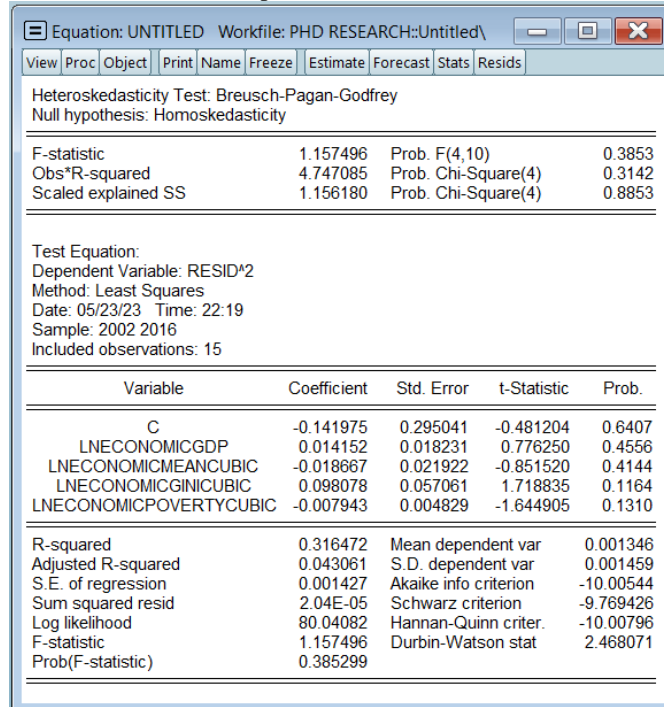 Equation: UNTITLED Workfile: PHD RESEARCH::Untitled\
View Proc Object Print Name Freeze Estimate Forecast Stats Resids
Heteroskedasticity Test: Breusch-Pagan-Godfrey
Null hypothesis: Homoskedasticity
F-statistic 1.157496 Prob. F(4,10) 0.3853
Obs*R-squared 4.747085 Prob. Chi-Square(4) 0.3142
Scaled explained SS 1.156180 Prob. Chi-Square(4) 0.8853
Test Equation:
Dependent Variable: RESID^2
Method: Least Squares
Date: 05/23/23 Time: 22:19
Sample: 2002 2016
Included observations: 15
Variable Coefficient Std. Error t-Statistic Prob.
C -0.141975 0.295041 -0.481204 0.6407
LNECONOMICGDP 0.014152 0.018231 0.776250 0.4556
LNECONOMICMEANCUBIC -0.018667 0.021922 -0.851520 0.4144
LNECONOMICGINICUBIC 0.098078 0.057061 1.718835 0.1164
LNECONOMICPOVERTYCUBIC -0.007943 0.004829 -1.644905 0.1310
R-squared 0.316472 Mean dependent var 0.001346
Adjusted R-squared 0.043061 S.D. dependent var 0.001459
S.E. of regression 0.001427 Akaike info criterion -10.00544
Sum squared resid 2.04E-05 Schwarz criterion -9.769426
Log likelihood 80.04082 Hannan-Quinn criter. -10.00796
F-statistic 1.157496 Durbin-Watson stat 2.468071
Prob(F-statistic) 0.385299